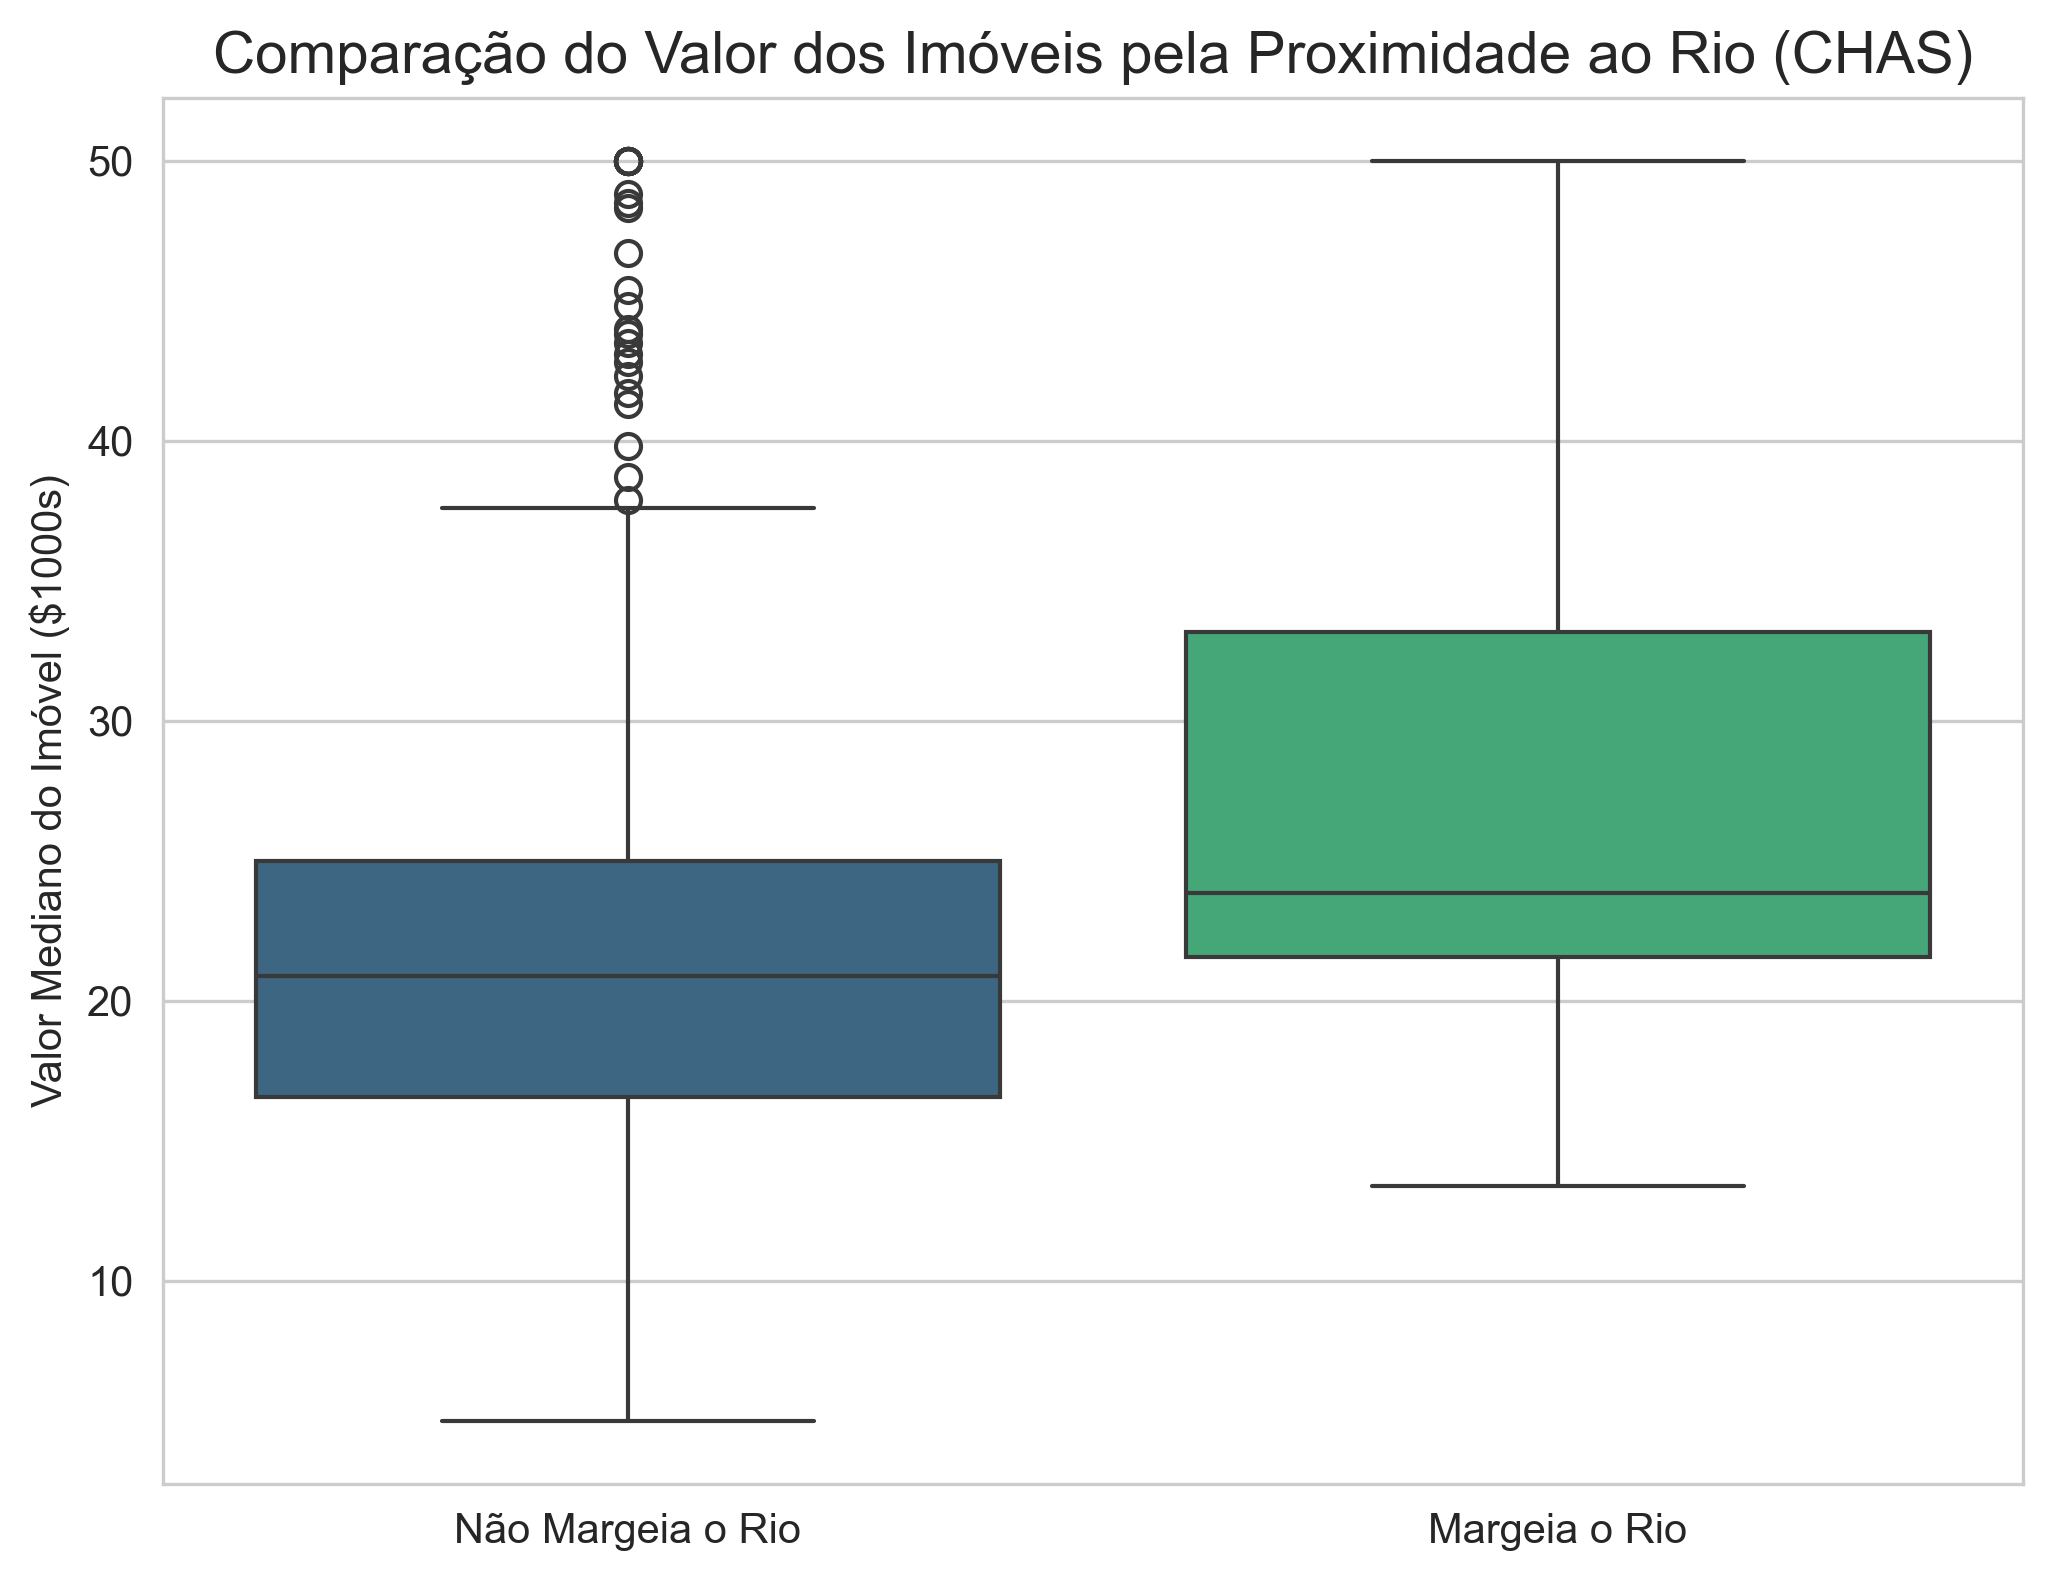 Comparação do Valor dos Imóveis pela Proximidade ao Rio (CHAS)
Valor Mediano do Imóvel ($1000s)
50
40
30
20
10
Não Margeia o Rio
Margeia o Rio